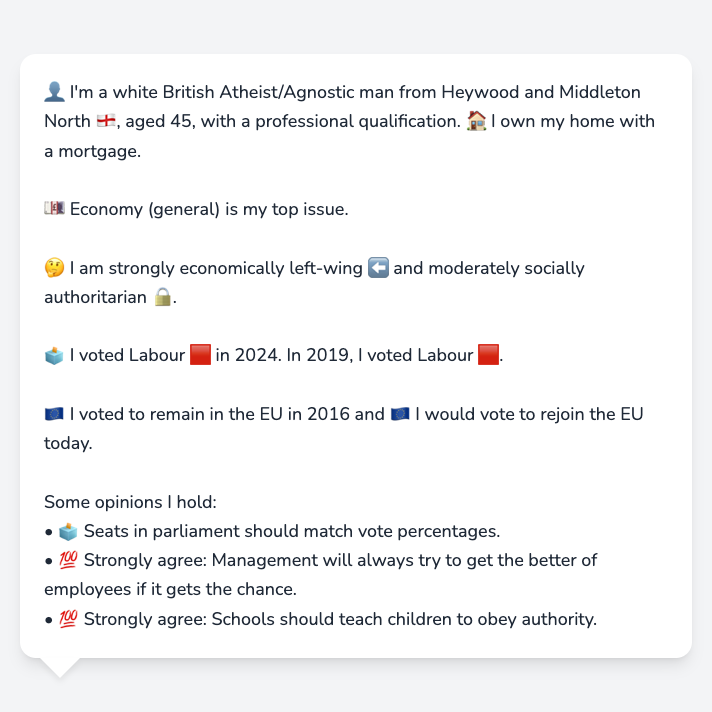 👤 I'm a white British Atheist/Agnostic man from Heywood and Middleton
North 🏴󠁧󠁢󠁥󠁮󠁧󠁿, aged 45, with a professional qualification. 🏠 I own my home with
a mortgage.
💷 Economy (general) is my top issue.
🤔 I am strongly economically left-wing ⬅️ and moderately socially
authoritarian 🔒.
🗳️ I voted Labour 🟥 in 2024. In 2019, I voted Labour 🟥.
🇪🇺 I voted to remain in the EU in 2016 and 🇪🇺 I would vote to rejoin the EU
today.
Some opinions I hold:
• 🗳️ Seats in parliament should match vote percentages.
• 💯 Strongly agree: Management will always try to get the better of
employees if it gets the chance.
• 💯 Strongly agree: Schools should teach children to obey authority.